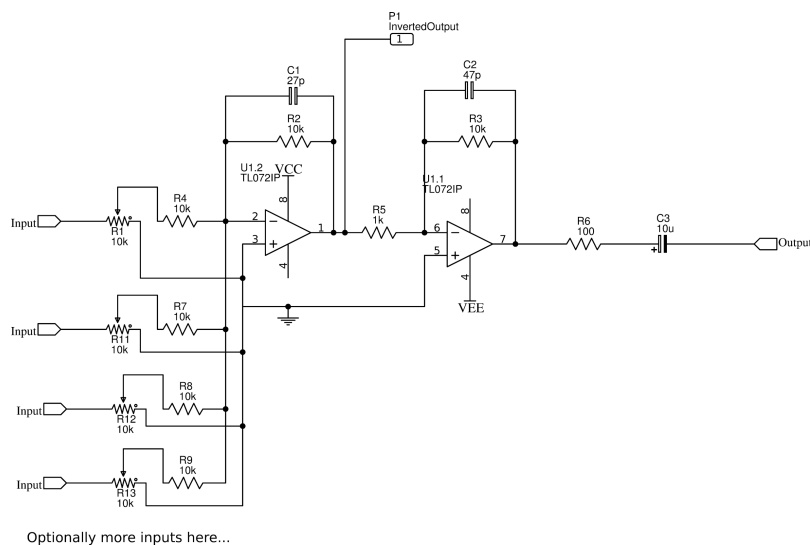 P1
InvertedOutput
1
C1
27p
C2
47p
R2
10k
R3
10k
U1.2
TL072IP
VCC
U1.1
TL072IP
8
8
R4
10k
Input
R1
10k
2
3
1
4
R5
1k
6
5
7
4
VEE
R6
100
C3
10u
+
Output
R7
10k
Input
R11
10k
R8
10k
Input
R12
10k
R9
10k
Input
R13
10k
Optionally more inputs here...